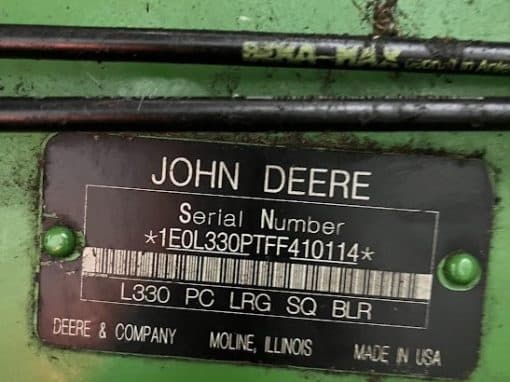 JOHN DEERE
Serial Number
*1E0L330PTFF410114*
L330 PC LRG SQ BLR
DEERE & COMPANY MOLINE, ILLINOIS MADE IN USA